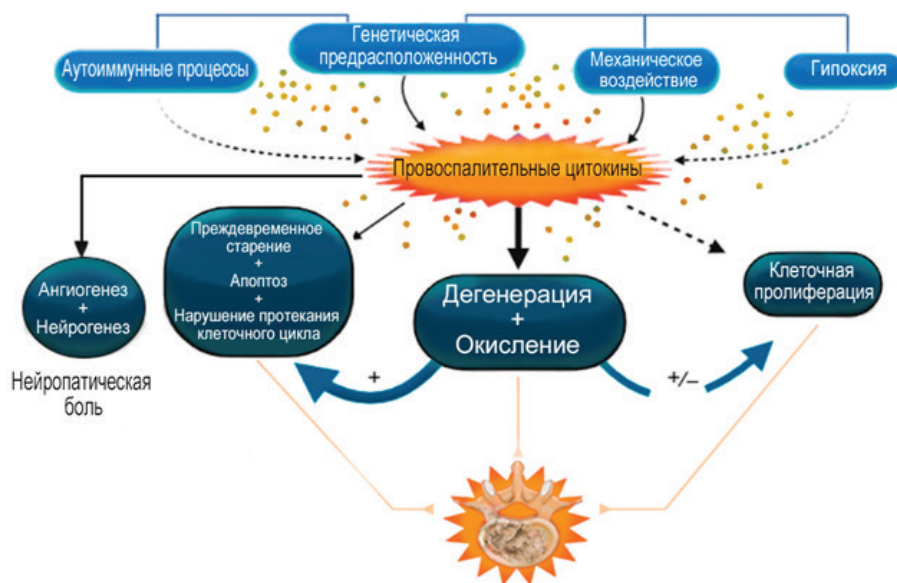 Генетическая
предрасположенность
Аутоиммунные процессы
Механическое
воздействие
Гипоксия
Провоспалительные цитокины
Преждевременное
старение
+
Апоптоз
+
Нарушение протекания
клеточного цикла
Ангиогенез
+
Нейрогенез
Дегенерация
+
Окисление
Клеточная
пролиферация
Нейропатическая
боль
+
+/–